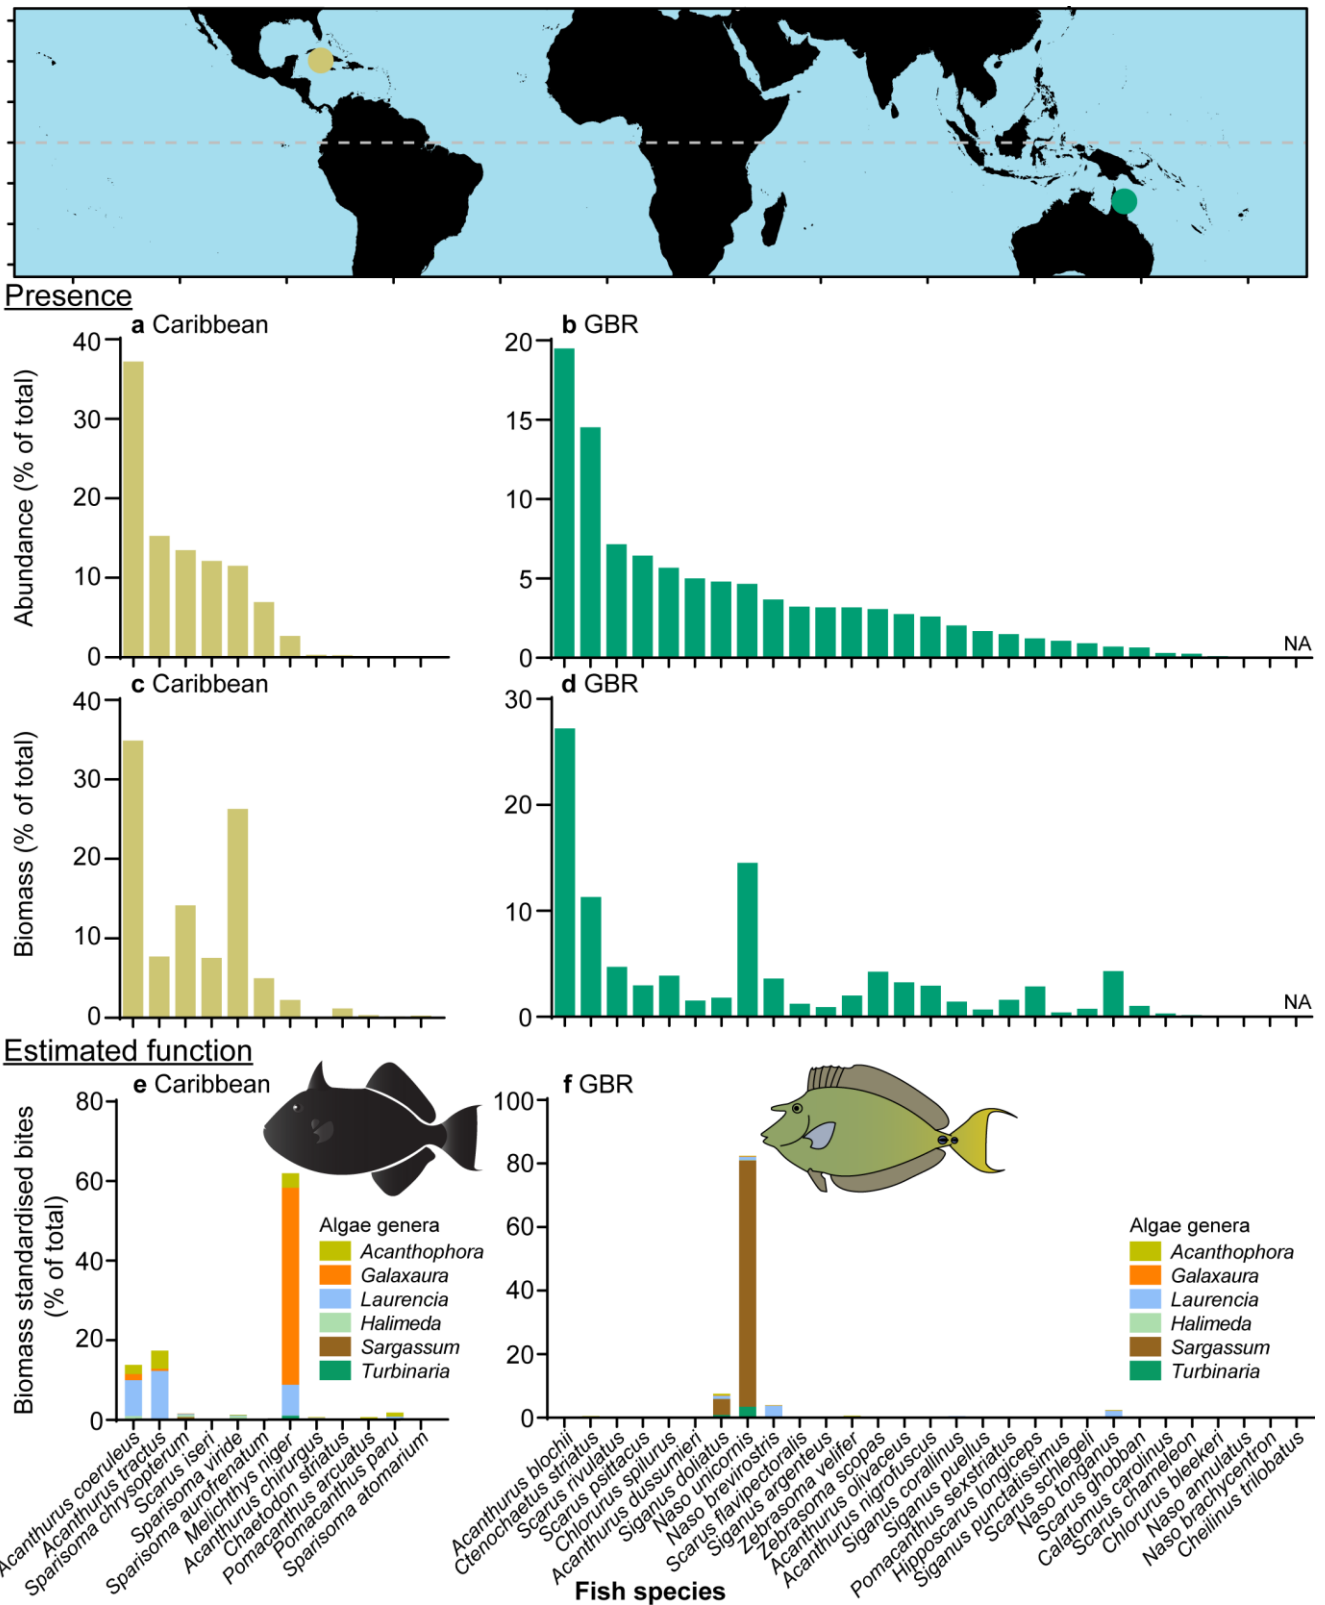 Presence
a Caribbean
b GBR
Abundance (% of total)
40
30
20
10
0
20
15
10
5
0
NA
c Caribbean
d GBR
Biomass (% of total)
40
30
20
10
0
30
20
10
0
NA
Estimated function
e Caribbean
f GBR
Biomass standardised bites
(% of total)
80
60
40
20
0
100
80
60
40
20
0
Algae genera
Acanthophora
Galaxaura
Laurencia
Halimeda
Sargassum
Turbinaria
Algae genera
Acanthophora
Galaxaura
Laurencia
Halimeda
Sargassum
Turbinaria
Acanthurus coeruleus
Acanthurus tractus
Sparisoma chrysopterum
Scarus iseri
Sparisoma viride
Sparisoma aurofrenatum
Melichthys niger
Acanthurus chirurgus
Chaetodon striatus
Pomacanthus arcuatus
Pomacanthus paru
Sparisoma atomarium
Acanthurus blochii
Ctenochaetus striatus
Scarus rivulatus
Scarus psittacus
Chlorurus spilurus
Acanthurus dussumieri
Siganus doliatus
Naso unicornis
Naso brevirostris
Scarus flavipectoralis
Siganus argenteus
Zebrasoma velifer
Zebrasoma scopas
Acanthurus olivaceus
Acanthurus nigrofuscus
Siganus corallinus
Siganus puellus
Pomacanthus sexstriatus
Hipposcarus longiceps
Siganus punctatissimus
Scarus schlegeli
Naso tonganus
Scarus ghobban
Calatomus carolinus
Scarus chameleon
Chlorurus bleekeri
Naso annulatus
Naso brachycentron
Cheilinus trilobatus
Fish species